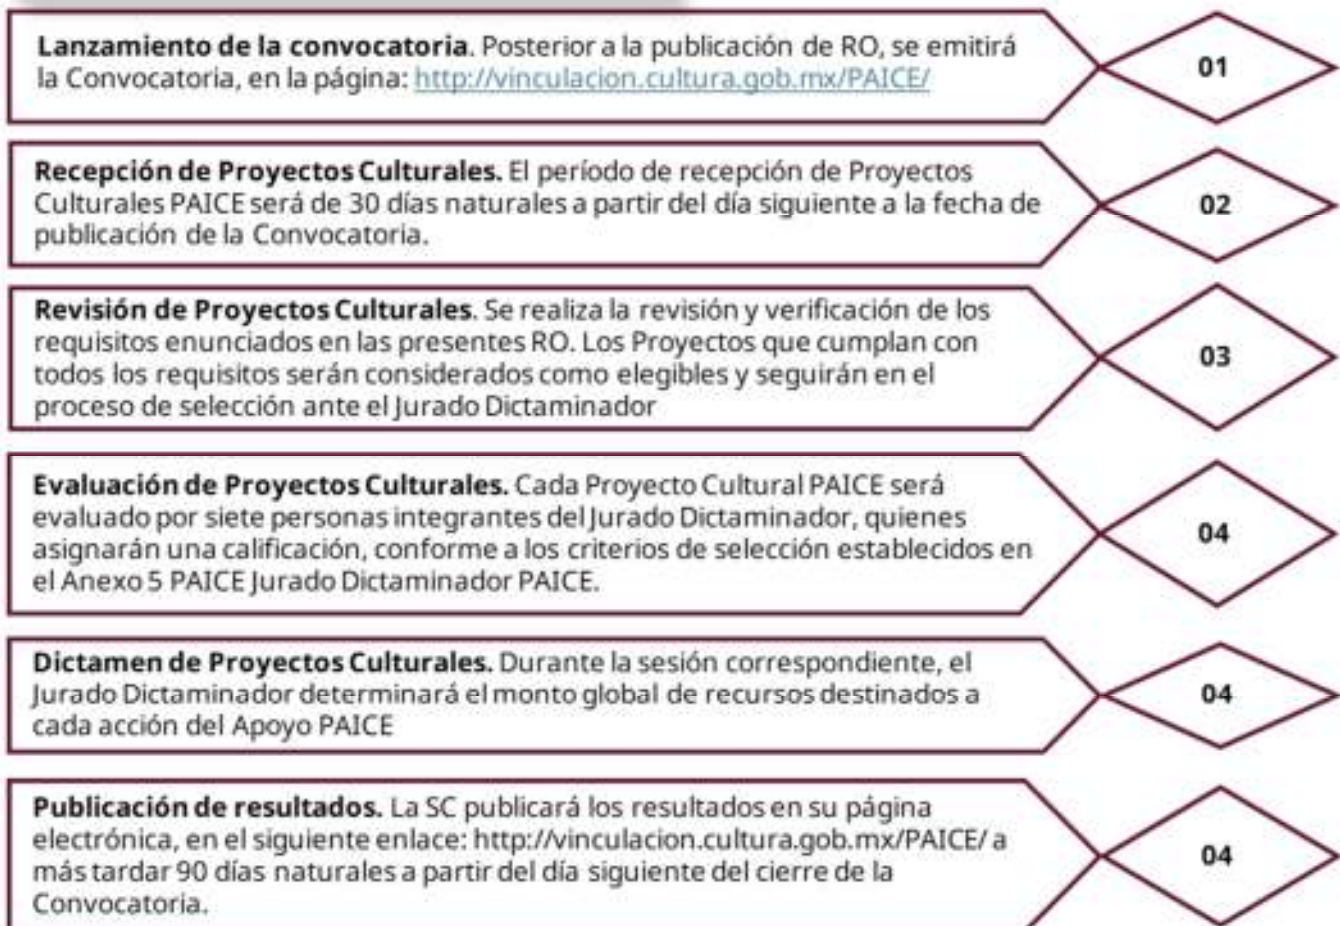 Lanzamiento de la convocatoria. Posterior a la publicación de RO, se emitirá
la Convocatoria, en la página: http://vinculacion.cultura.gob.mx/PAICE/
01
Recepción de Proyectos Culturales. El período de recepción de Proyectos
Culturales PAICE será de 30 días naturales a partir del día siguiente a la fecha de
publicación de la Convocatoria.
02
Revisión de Proyectos Culturales. Se realiza la revisión y verificación de los
requisitos enunciados en las presentes RO. Los Proyectos que cumplan con
todos los requisitos serán considerados como elegibles y seguirán en el
proceso de selección ante el Jurado Dictaminador
03
Evaluación de Proyectos Culturales. Cada Proyecto Cultural PAICE será
evaluado por siete personas integrantes del Jurado Dictaminador, quienes
asignarán una calificación, conforme a los criterios de selección establecidos en
el Anexo 5 PAICE Jurado Dictaminador PAICE.
04
Dictamen de Proyectos Culturales. Durante la sesión correspondiente, el
Jurado Dictaminador determinará el monto global de recursos destinados a
cada acción del Apoyo PAICE
04
Publicación de resultados. La SC publicará los resultados en su página
electrónica, en el siguiente enlace: http://vinculacion.cultura.gob.mx/PAICE/ a
más tardar 90 días naturales a partir del día siguiente del cierre de la
Convocatoria.
04